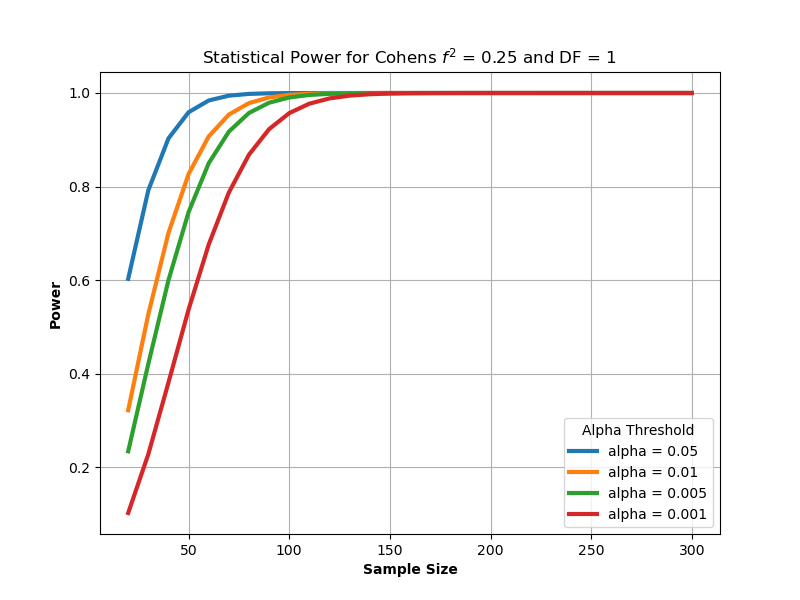 Statistical Power for Cohens $f^2$ = 0.25 and DF = 1
1.0
0.8
0.6
0.4
0.2
Power
50
100
150
200
250
300
Sample Size
Alpha Threshold
alpha = 0.05
alpha = 0.01
alpha = 0.005
alpha = 0.001